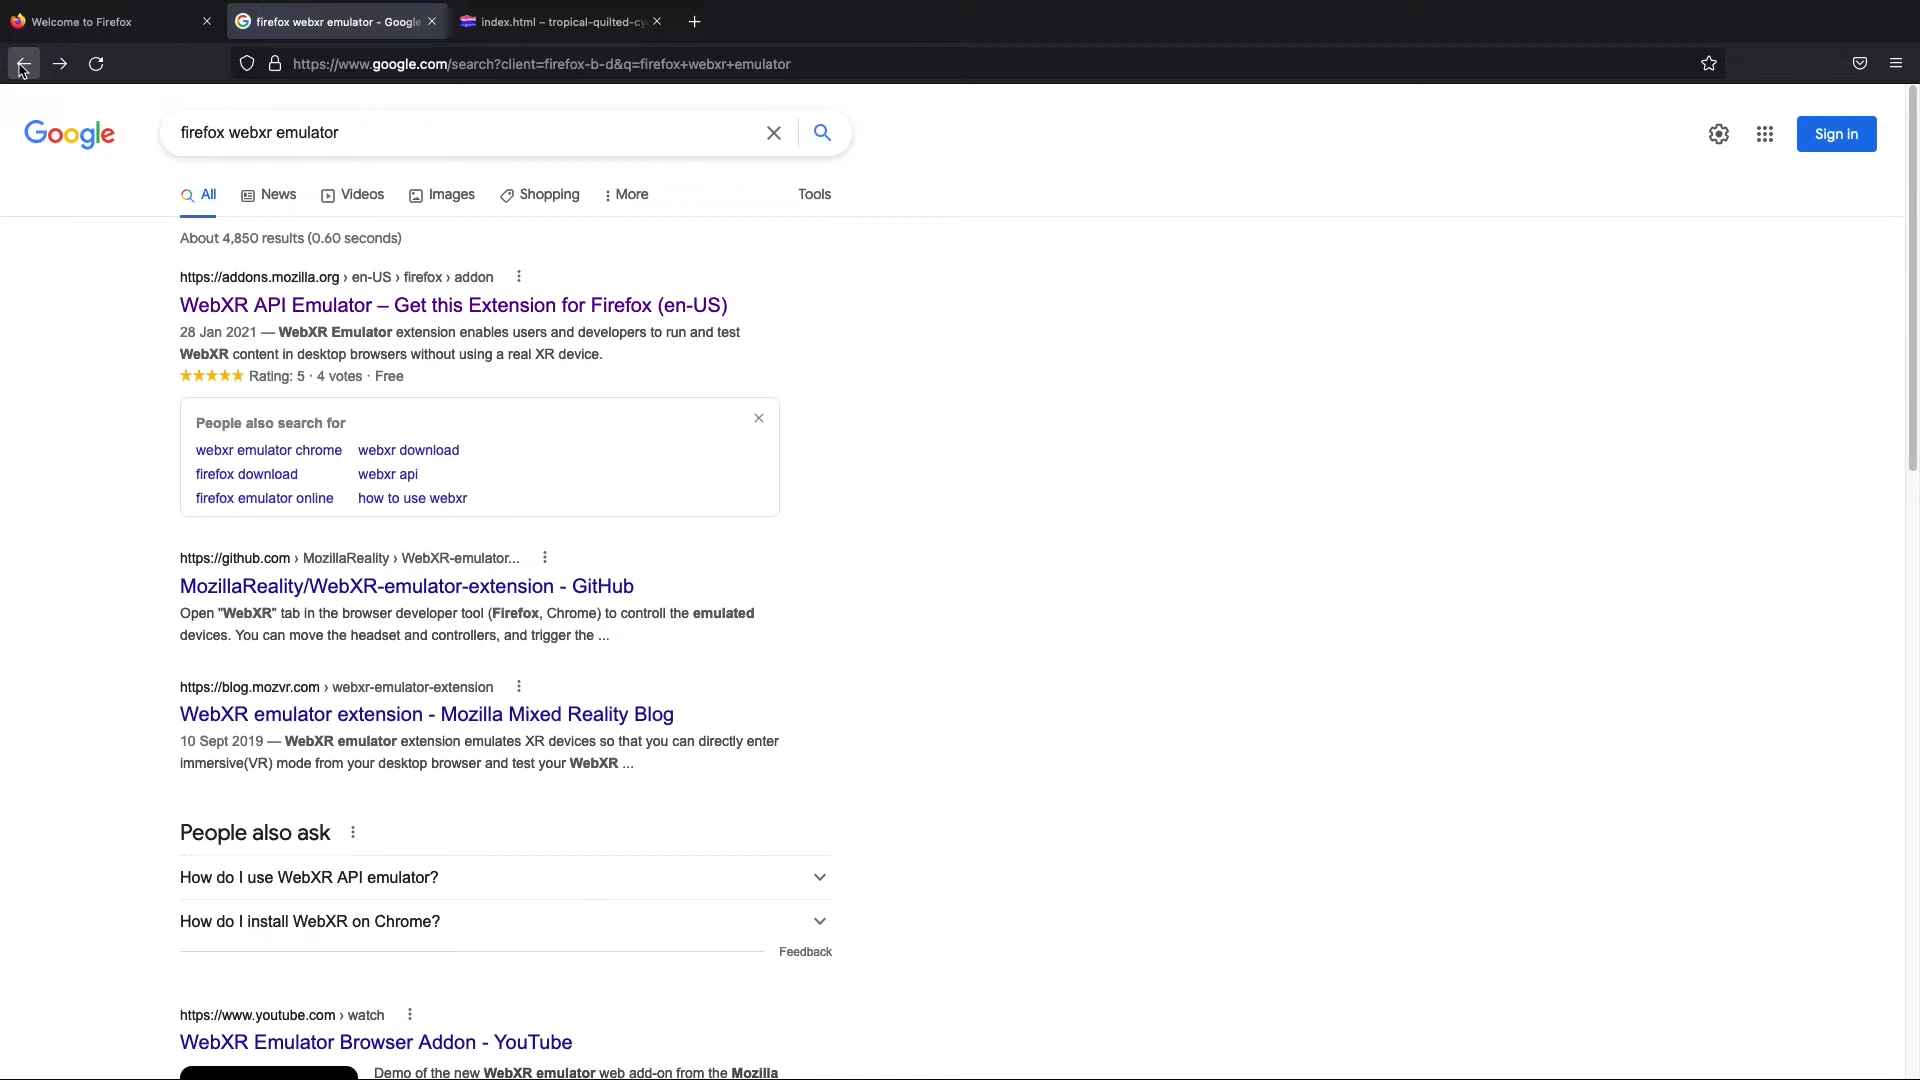 Welcome to Firefox
firefox webxr emulator - Google
index.html – tropical-quilted-cy
https://www.google.com/search?client=firefox-b-d&q=firefox+webxr+emulator
Google
firefox webxr emulator
Sign in
All
News
Videos
Images
Shopping
More
Tools
About 4,850 results (0.60 seconds)
https://addons.mozilla.org › en-US › firefox › addon
WebXR API Emulator – Get this Extension for Firefox (en-US)
28 Jan 2021 — WebXR Emulator extension enables users and developers to run and test
WebXR content in desktop browsers without using a real XR device.
Rating: 5 · 4 votes · Free
People also search for
webxr emulator chrome webxr download
firefox download webxr api
firefox emulator online how to use webxr
https://github.com › MozillaReality › WebXR-emulator...
MozillaReality/WebXR-emulator-extension - GitHub
Open "WebXR" tab in the browser developer tool (Firefox, Chrome) to controll the emulated
devices. You can move the headset and controllers, and trigger the ...
https://blog.mozvr.com › webxr-emulator-extension
WebXR emulator extension - Mozilla Mixed Reality Blog
10 Sept 2019 — WebXR emulator extension emulates XR devices so that you can directly enter
immersive(VR) mode from your desktop browser and test your WebXR ...
People also ask
How do I use WebXR API emulator?
How do I install WebXR on Chrome?
Feedback
https://www.youtube.com › watch
WebXR Emulator Browser Addon - YouTube
Demo of the new WebXR emulator web add-on from the Mozilla